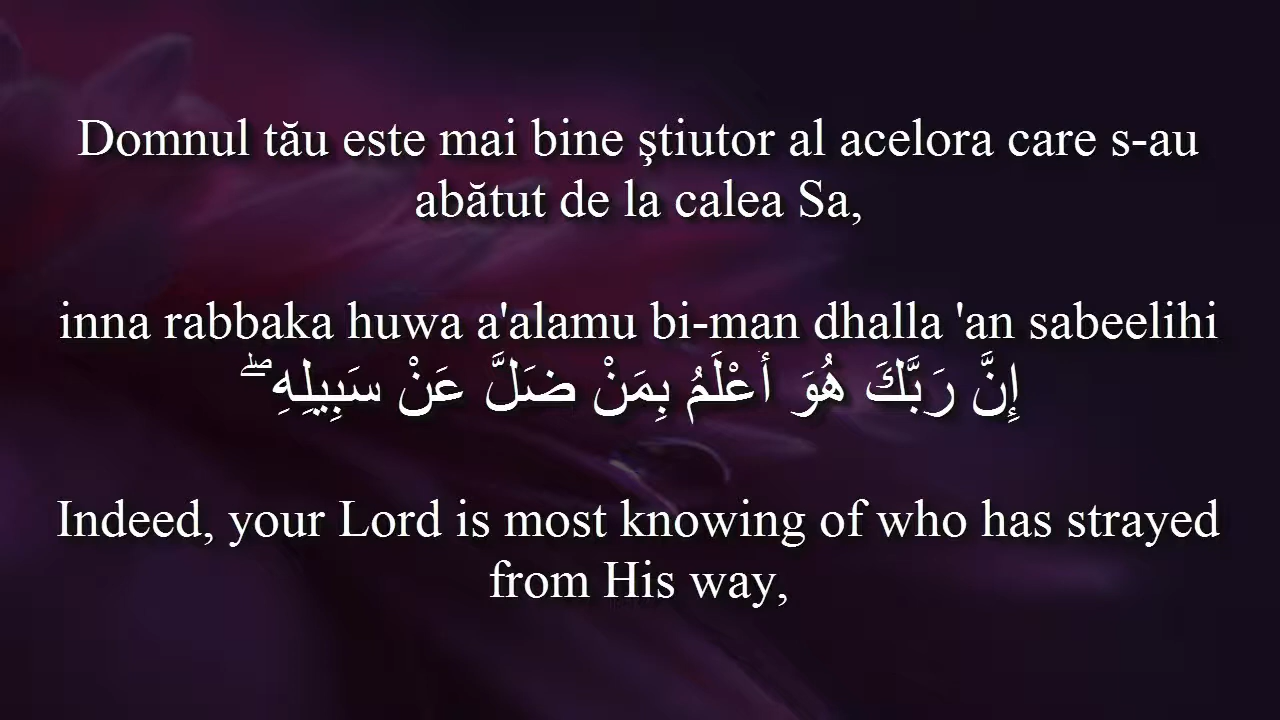 Domnul tău este mai bine ştiutor al acelora care s-au
abătut de la calea Sa,
inna rabbaka huwa a'alamu bi-man dhalla 'an sabeelihi
إِنَّ رَبَّكَ هُوَ أَعْلَمُ بِمَنْ ضَلَّ عَنْ سَبِيلِهِ ۖ
Indeed, your Lord is most knowing of who has strayed
from His way,